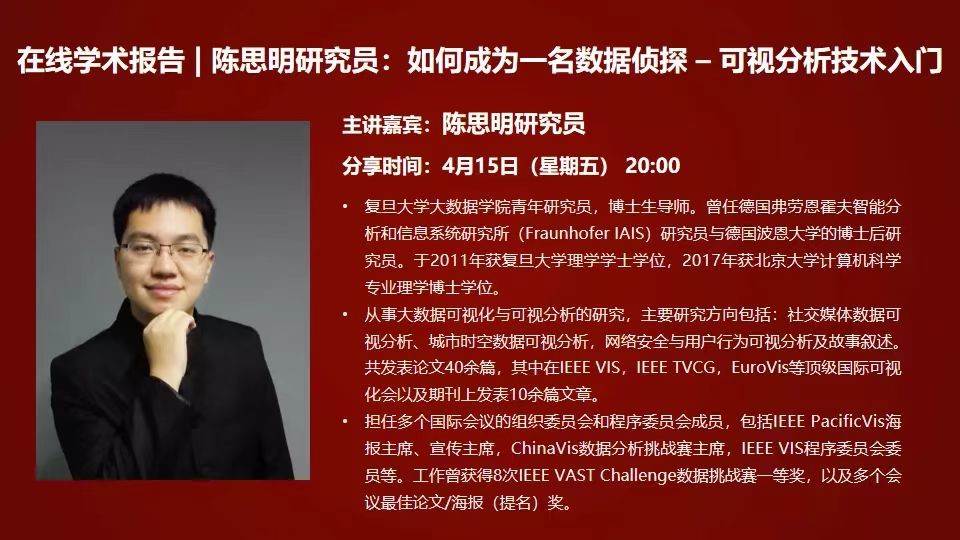 在线学术报告 | 陈思明研究员：如何成为一名数据侦探 – 可视分析技术入门
主讲嘉宾：陈思明研究员
分享时间：4月15日（星期五） 20:00
• 复旦大学大数据学院青年研究员，博士生导师。曾任德国弗劳恩霍夫智能分
析和信息系统研究所（Fraunhofer IAIS）研究员与德国波恩大学的博士后研
究员。于2011年获复旦大学理学学士学位，2017年获北京大学计算机科学
专业理学博士学位。
• 从事大数据可视化与可视分析的研究，主要研究方向包括：社交媒体数据可
视分析、城市时空数据可视分析，网络安全与用户行为可视分析及故事叙述。
共发表论文40余篇，其中在IEEE VIS，IEEE TVCG，EuroVis等顶级国际可视
化会以及期刊上发表10余篇文章。
• 担任多个国际会议的组织委员会和程序委员会成员，包括IEEE PacificVis海
报主席、宣传主席，ChinaVis数据分析挑战赛主席，IEEE VIS程序委员会委
员等。工作曾获得8次IEEE VAST Challenge数据挑战赛一等奖，以及多个会
议最佳论文/海报（提名）奖。